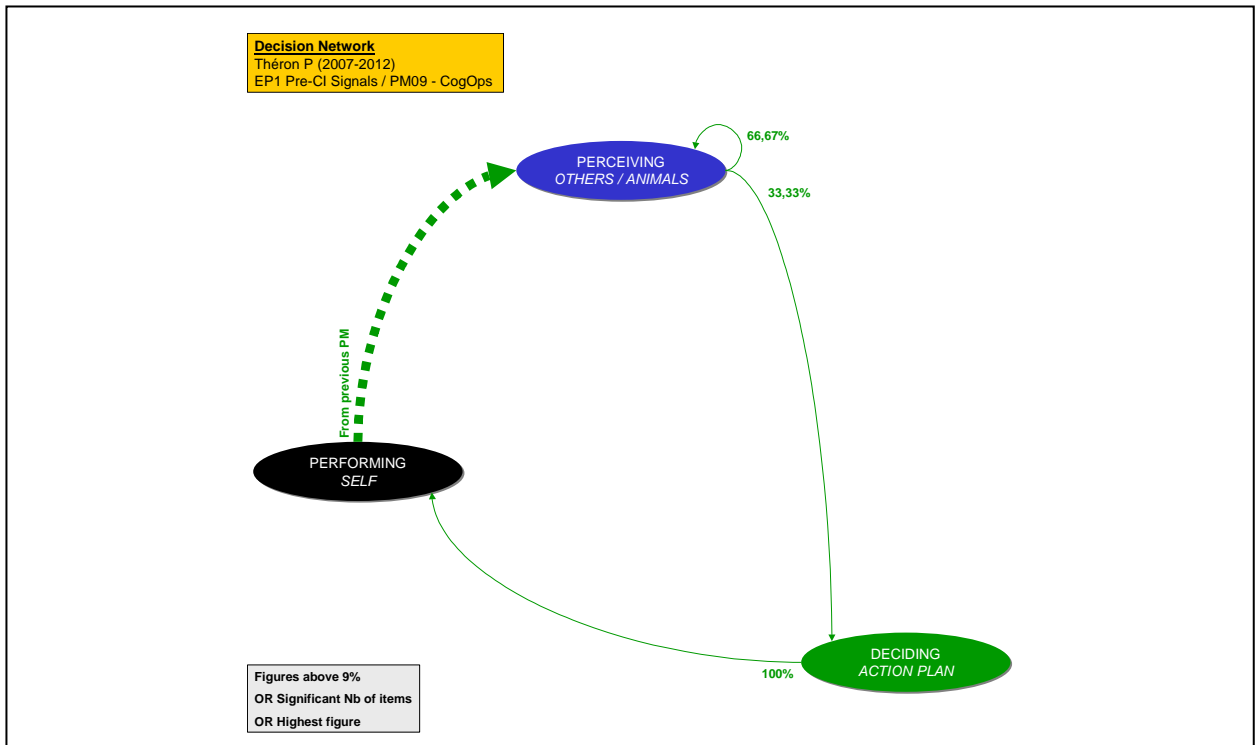 Decision Network
Théron P (2007-2012)
EP1 Pre-CI Signals / PM09 - CogOps
66,67%
PERCEIVING
OTHERS / ANIMALS
33,33%
From previous PM
PERFORMING
SELF
DECIDING
ACTION PLAN
100%
Figures above 9%
OR Significant Nb of items
OR Highest figure